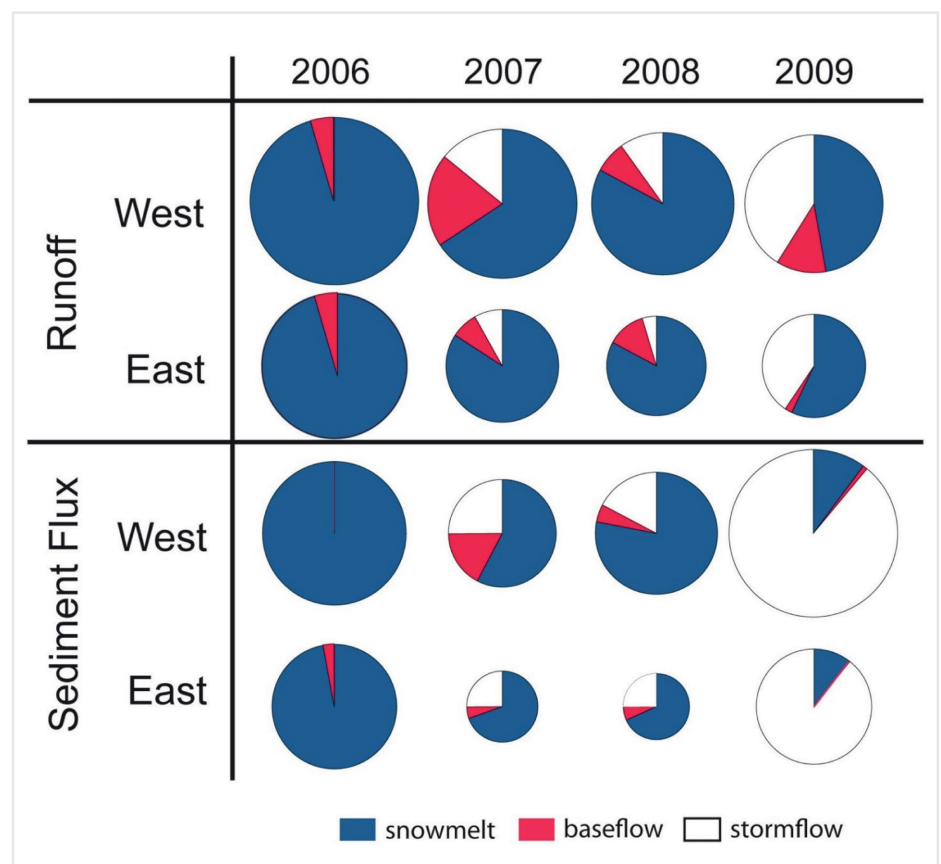 2006 2007 2008 2009
Runoff
West
East
Sediment Flux
West
East
snowmelt baseflow stormflow